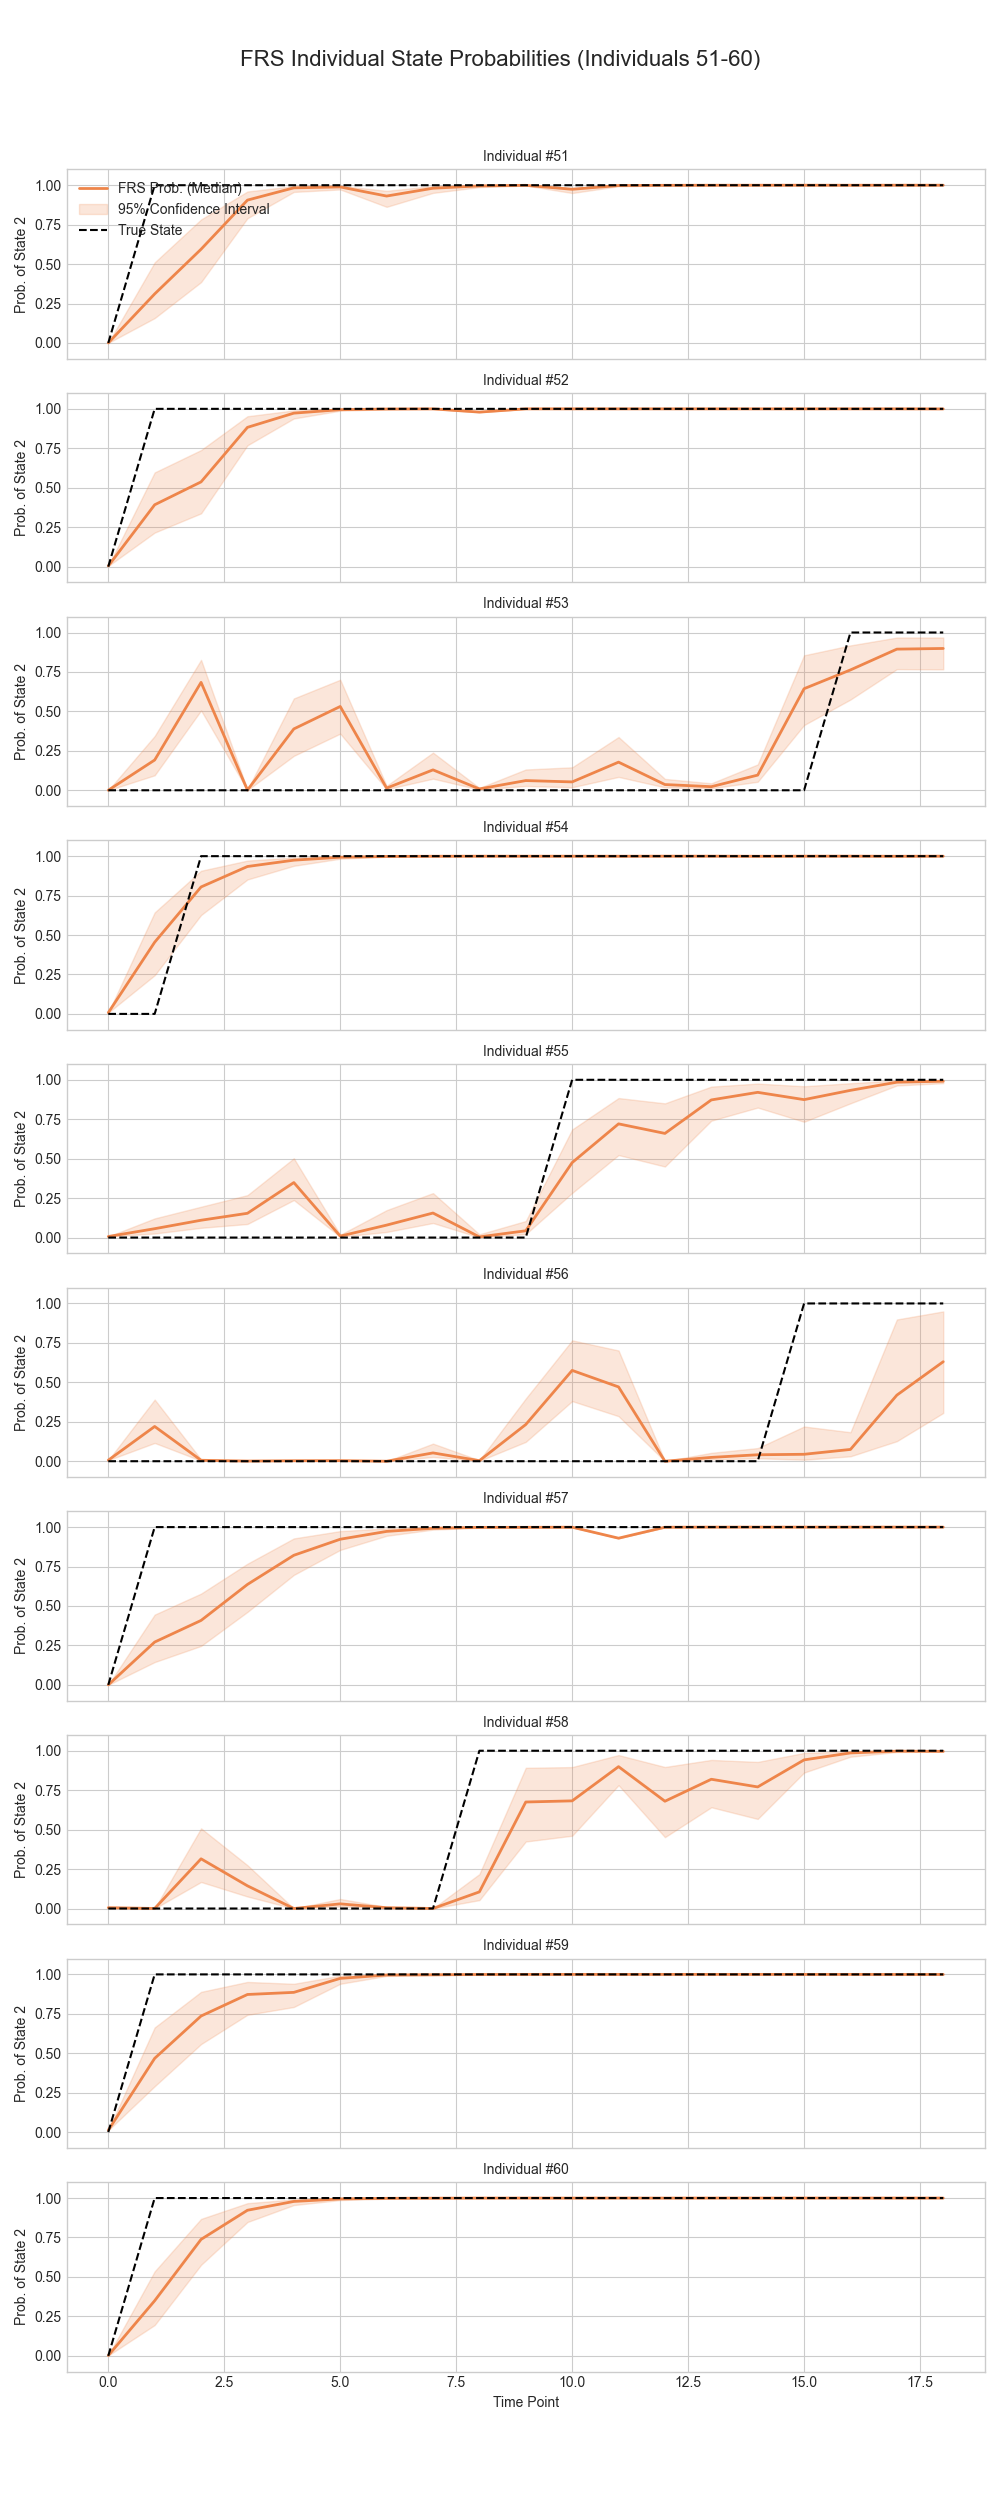 FRS Individual State Probabilities (Individuals 51-60)
Individual #51
FRS Prob. (Median)
95% Confidence Interval
True State
Prob. of State 2
1.00
0.75
0.50
0.25
0.00
Individual #52
Prob. of State 2
1.00
0.75
0.50
0.25
0.00
Individual #53
Prob. of State 2
1.00
0.75
0.50
0.25
0.00
Individual #54
Prob. of State 2
1.00
0.75
0.50
0.25
0.00
Individual #55
Prob. of State 2
1.00
0.75
0.50
0.25
0.00
Individual #56
Prob. of State 2
1.00
0.75
0.50
0.25
0.00
Individual #57
Prob. of State 2
1.00
0.75
0.50
0.25
0.00
Individual #58
Prob. of State 2
1.00
0.75
0.50
0.25
0.00
Individual #59
Prob. of State 2
1.00
0.75
0.50
0.25
0.00
Individual #60
Prob. of State 2
1.00
0.75
0.50
0.25
0.00
0.0 2.5 5.0 7.5 10.0 12.5 15.0 17.5
Time Point